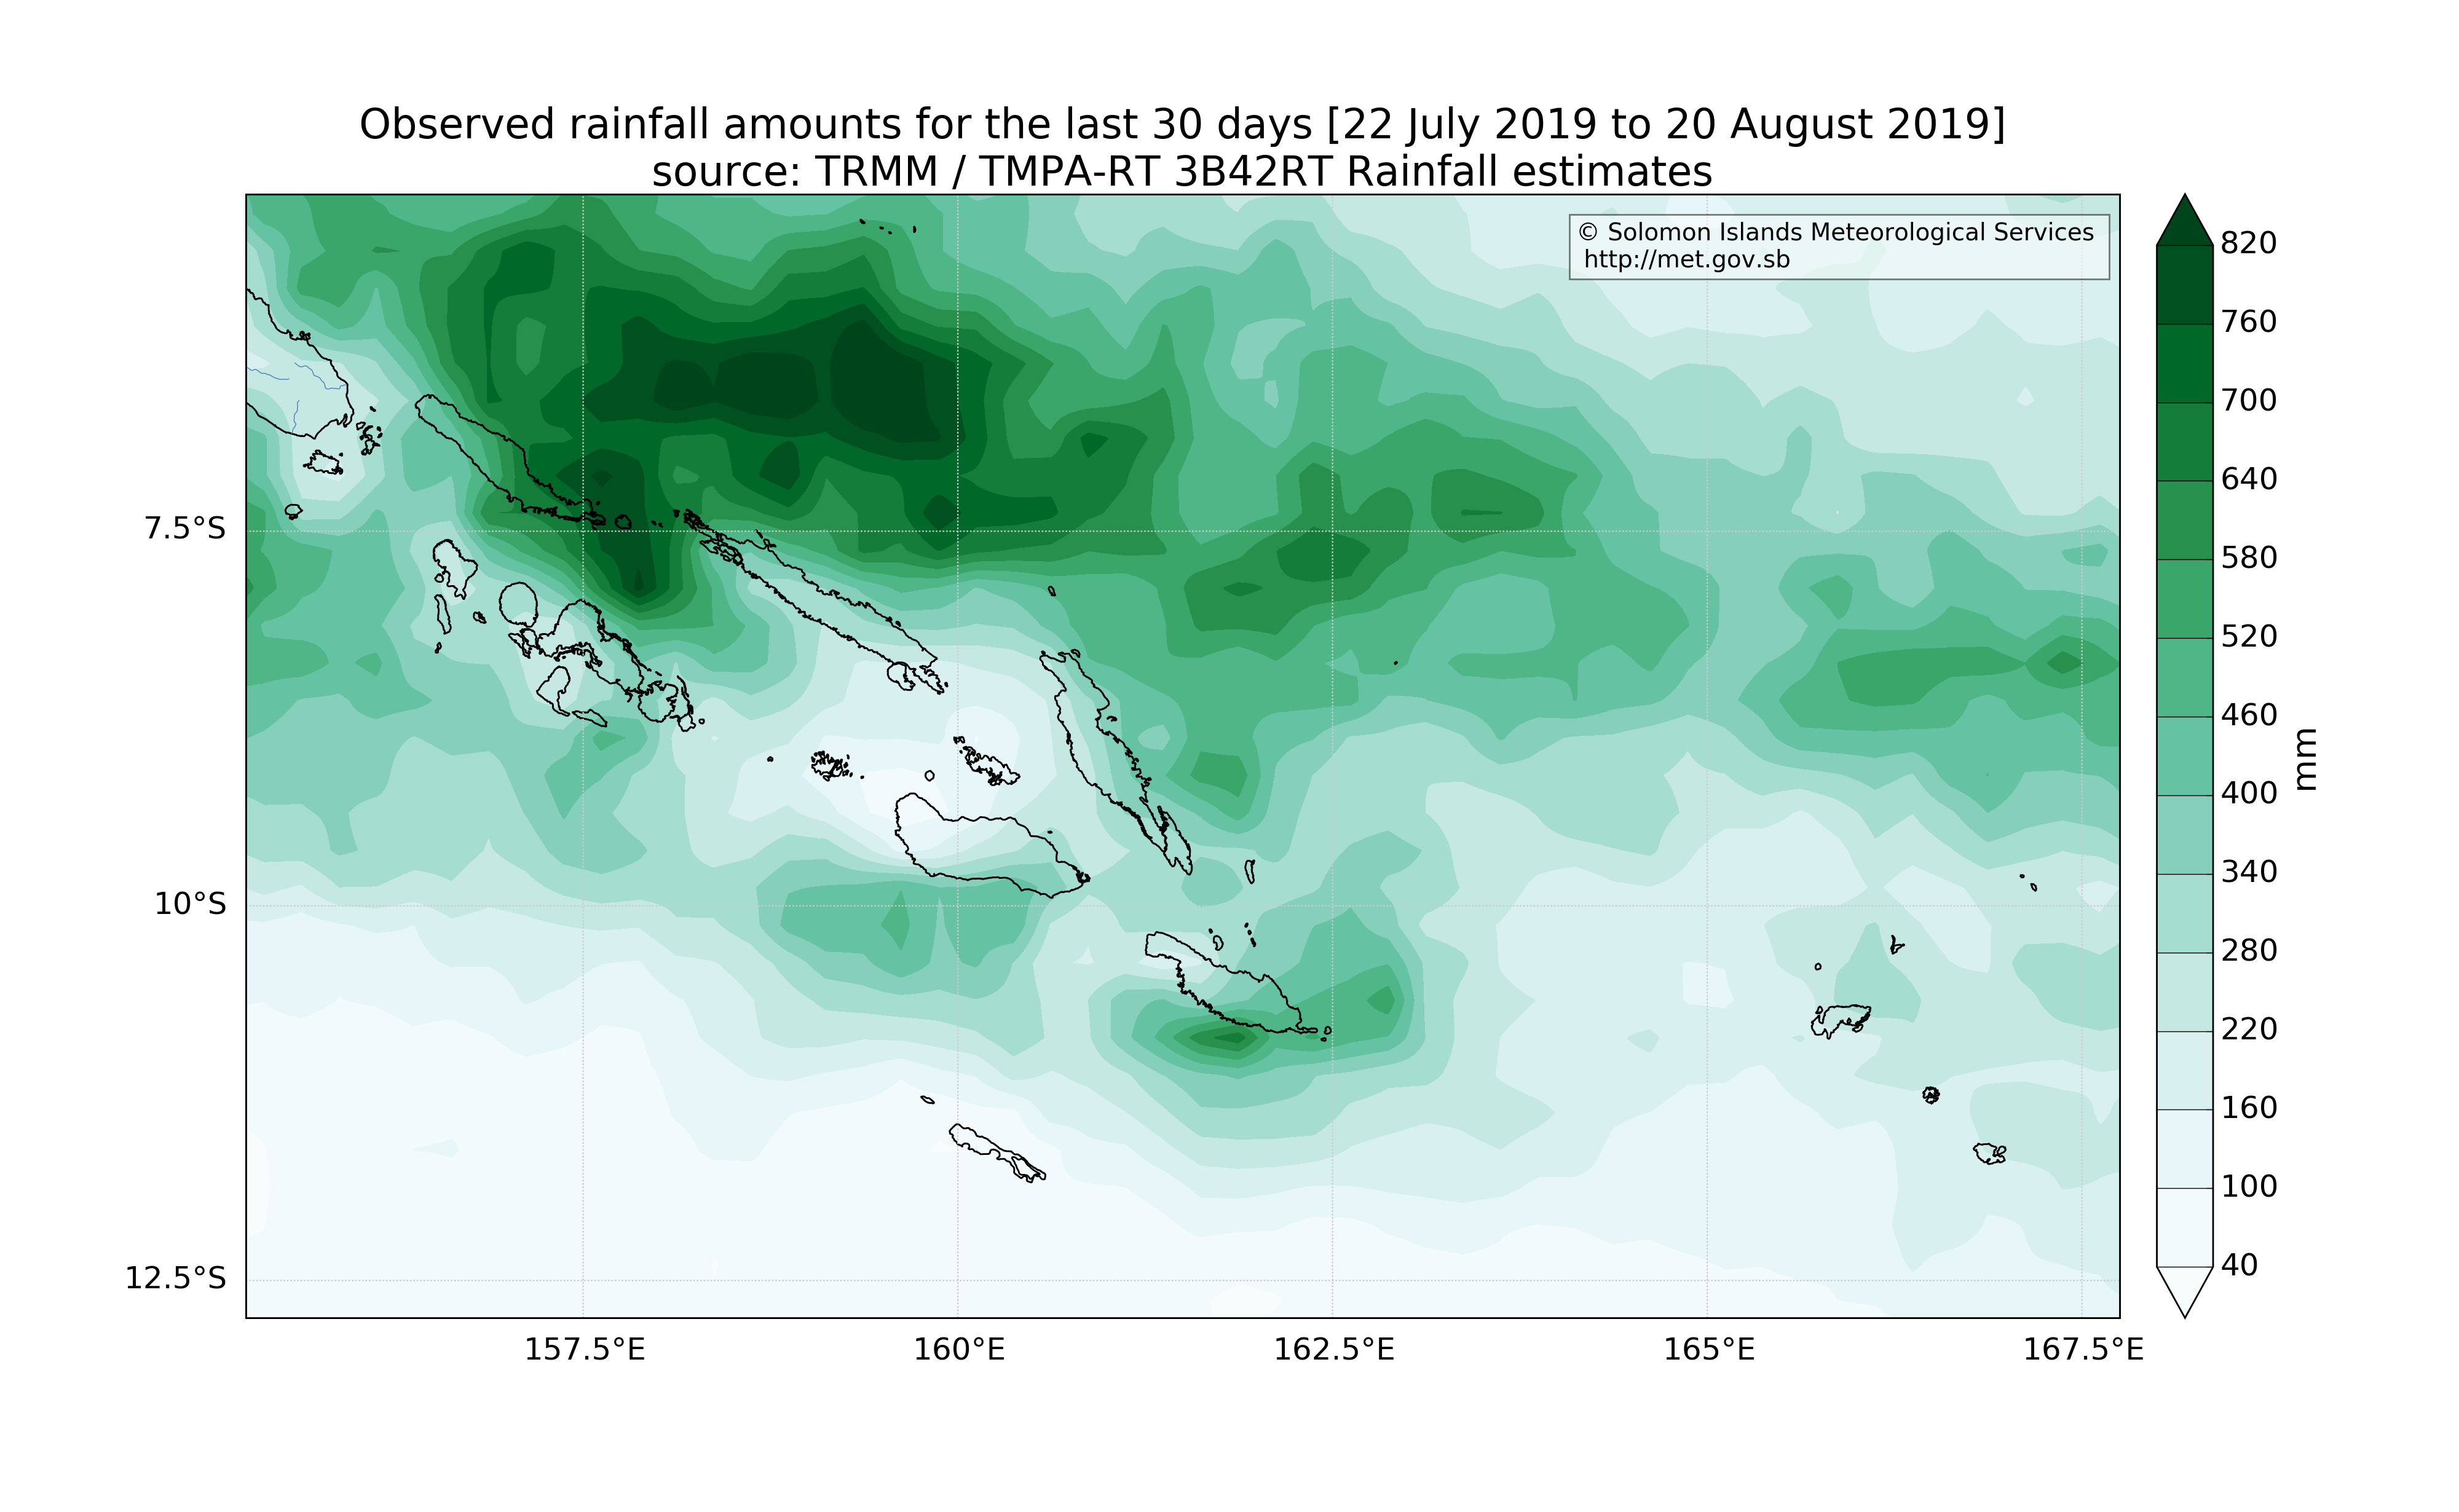 Observed rainfall amounts for the last 30 days [22 July 2019 to 20 August 2019]
source: TRMM / TMPA-RT 3B42RT Rainfall estimates
© Solomon Islands Meteorological Services
http://met.gov.sb
820
760
700
640
580
520
460
400
340
280
220
160
100
40
mm
7.5°S
10°S
12.5°S
157.5°E
160°E
162.5°E
165°E
167.5°E